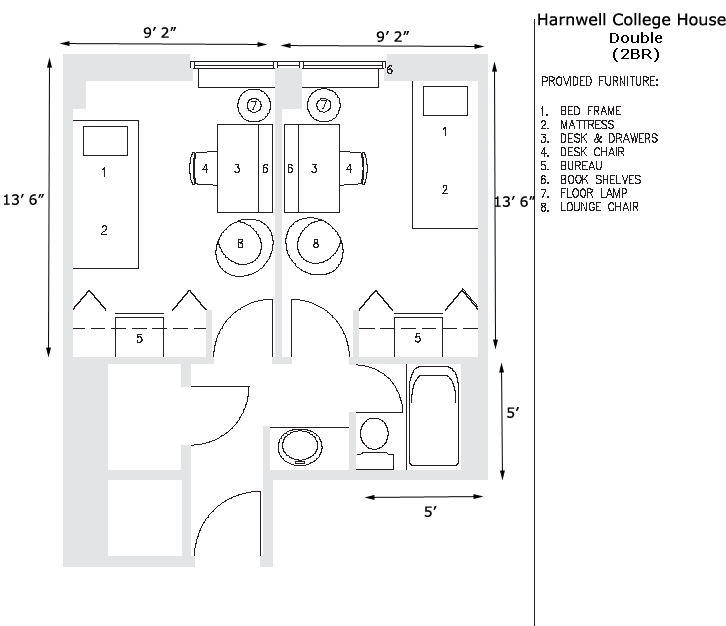 Harnwell College House
Double
(2BR)
PROVIDED FURNITURE:
1. BED FRAME
2. MATTRESS
3. DESK & DRAWERS
4. DESK CHAIR
5. BUREAU
6. BOOK SHELVES
7. FLOOR LAMP
8. LOUNGE CHAIR
9' 2"
9' 2"
6
7
7
1
1
4
3
6
6
3
4
2
2
13' 6"
13' 6"
8
8
5
5
5'
5'